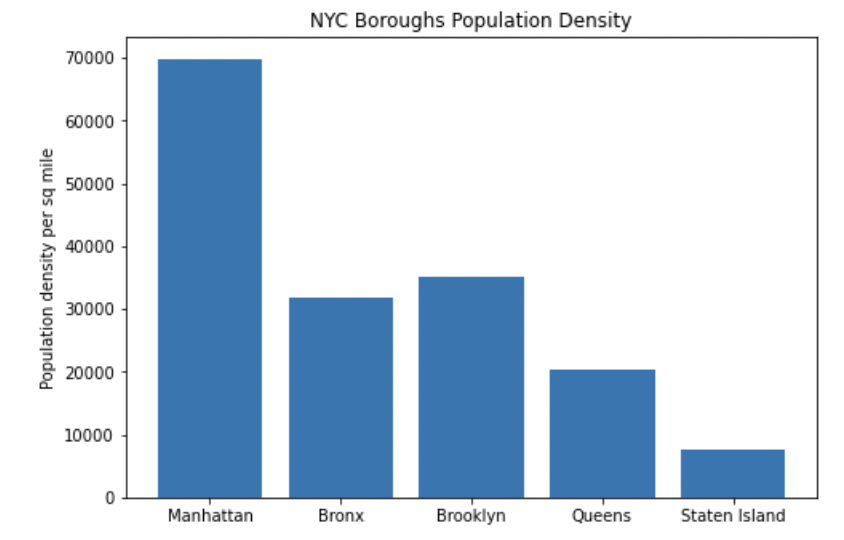 NYC Boroughs Population Density
Population density per sq mile
70000
60000
50000
40000
30000
20000
10000
0
Manhattan Bronx Brooklyn Queens Staten Island